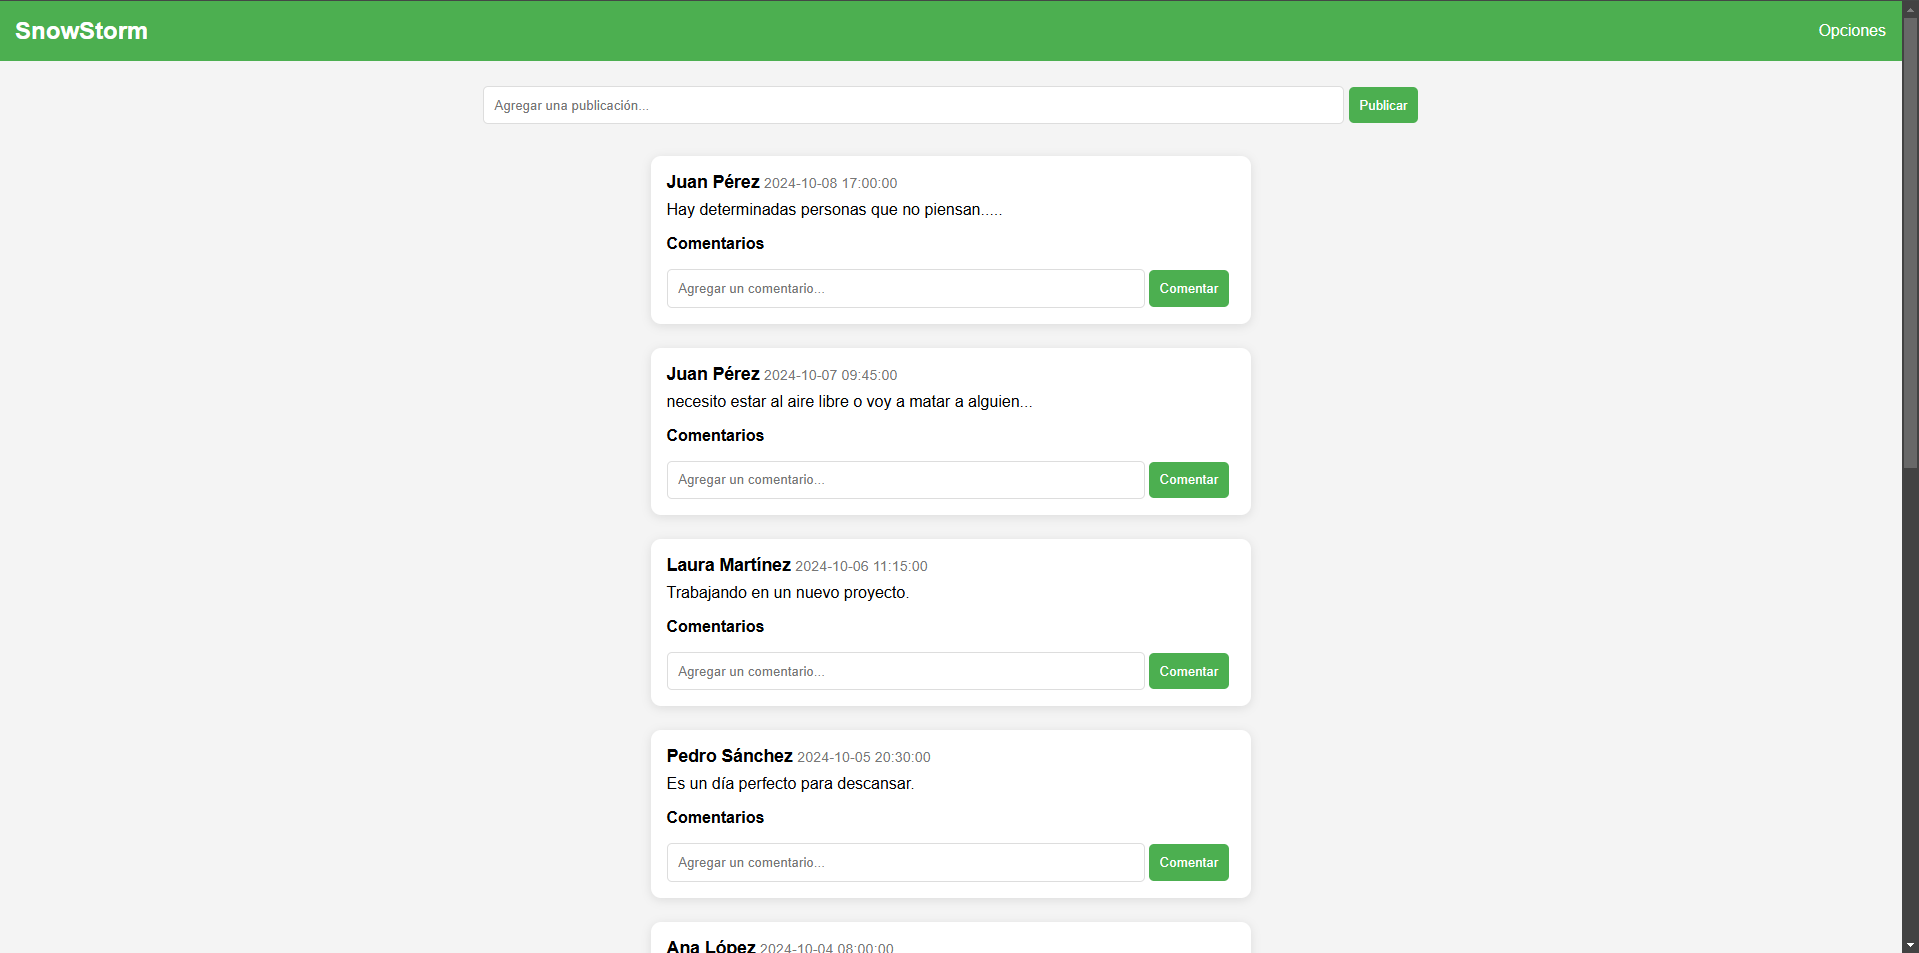 SnowStorm
Opciones
Agregar una publicación...
Publicar
Juan Pérez 2024-10-08 17:00:00
Hay determinadas personas que no piensan.....
Comentarios
Agregar un comentario...
Comentar
Juan Pérez 2024-10-07 09:45:00
necesito estar al aire libre o voy a matar a alguien...
Comentarios
Agregar un comentario...
Comentar
Laura Martínez 2024-10-06 11:15:00
Trabajando en un nuevo proyecto.
Comentarios
Agregar un comentario...
Comentar
Pedro Sánchez 2024-10-05 20:30:00
Es un día perfecto para descansar.
Comentarios
Agregar un comentario...
Comentar
Ana López 2024-10-04 08:00:00